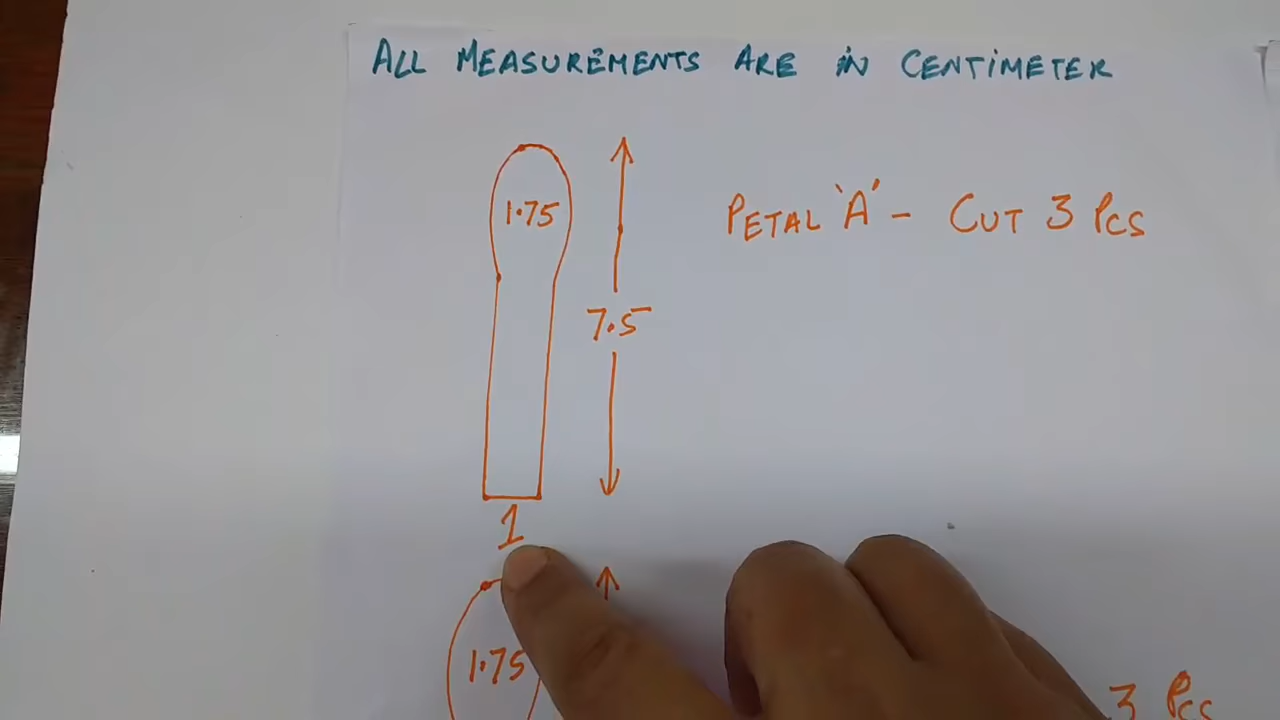 ALL MEASUREMENTS ARE IN CENTIMETER
1.75
PETAL 'A' - CUT 3 PCS
7.5
1
1.75
3 PCS